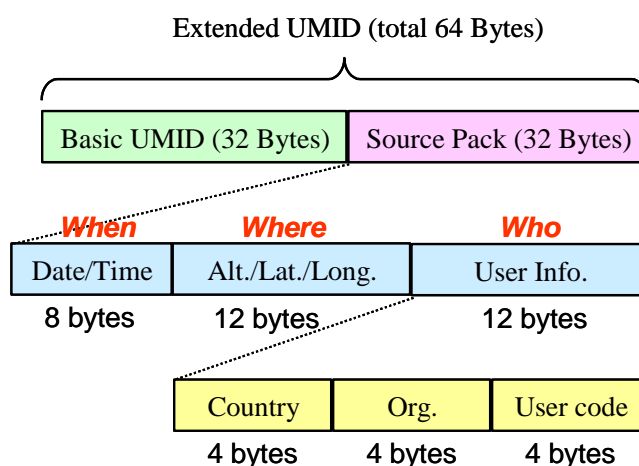 Extended UMID (total 64 Bytes)
Basic UMID (32 Bytes) Source Pack (32 Bytes)
When Where Who
Date/Time Alt./Lat./Long. User Info.
8 bytes 12 bytes 12 bytes
Country Org. User code
4 bytes 4 bytes 4 bytes